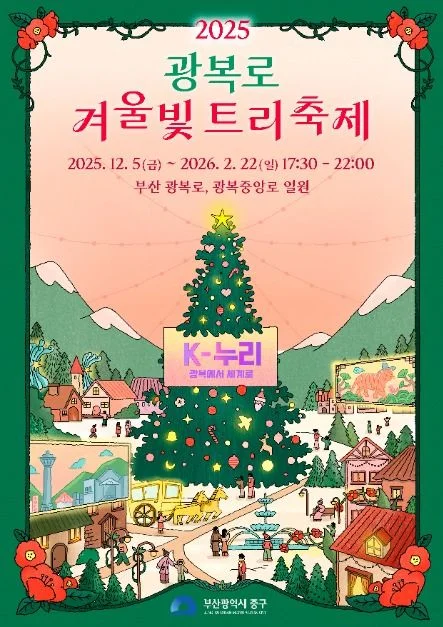 2025
광복로
겨울빛 트리축제
2025. 12. 5(금) ~ 2026. 2. 22(일) 17:30 - 22:00
부산 광복로, 광복중앙로 일원
K-누리
광복에서 세계로
부산광역시 중구